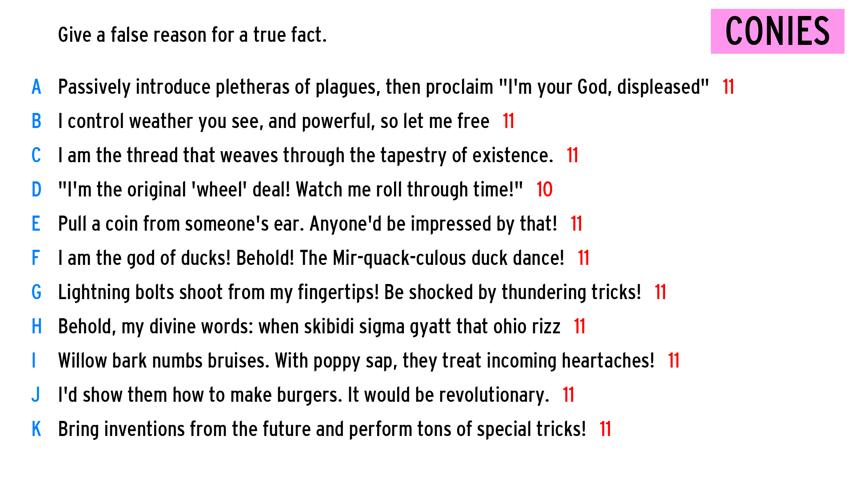 Give a false reason for a true fact.
CONIES
A Passively introduce pletheras of plagues, then proclaim "I'm your God, displeased" 11
B I control weather you see, and powerful, so let me free 11
C I am the thread that weaves through the tapestry of existence. 11
D "I'm the original 'wheel' deal! Watch me roll through time!" 10
E Pull a coin from someone's ear. Anyone'd be impressed by that! 11
F I am the god of ducks! Behold! The Mir-quack-culous duck dance! 11
G Lightning bolts shoot from my fingertips! Be shocked by thundering tricks! 11
H Behold, my divine words: when skibidi sigma gyatt that ohio rizz 11
I Willow bark numbs bruises. With poppy sap, they treat incoming heartaches! 11
J I'd show them how to make burgers. It would be revolutionary. 11
K Bring inventions from the future and perform tons of special tricks! 11